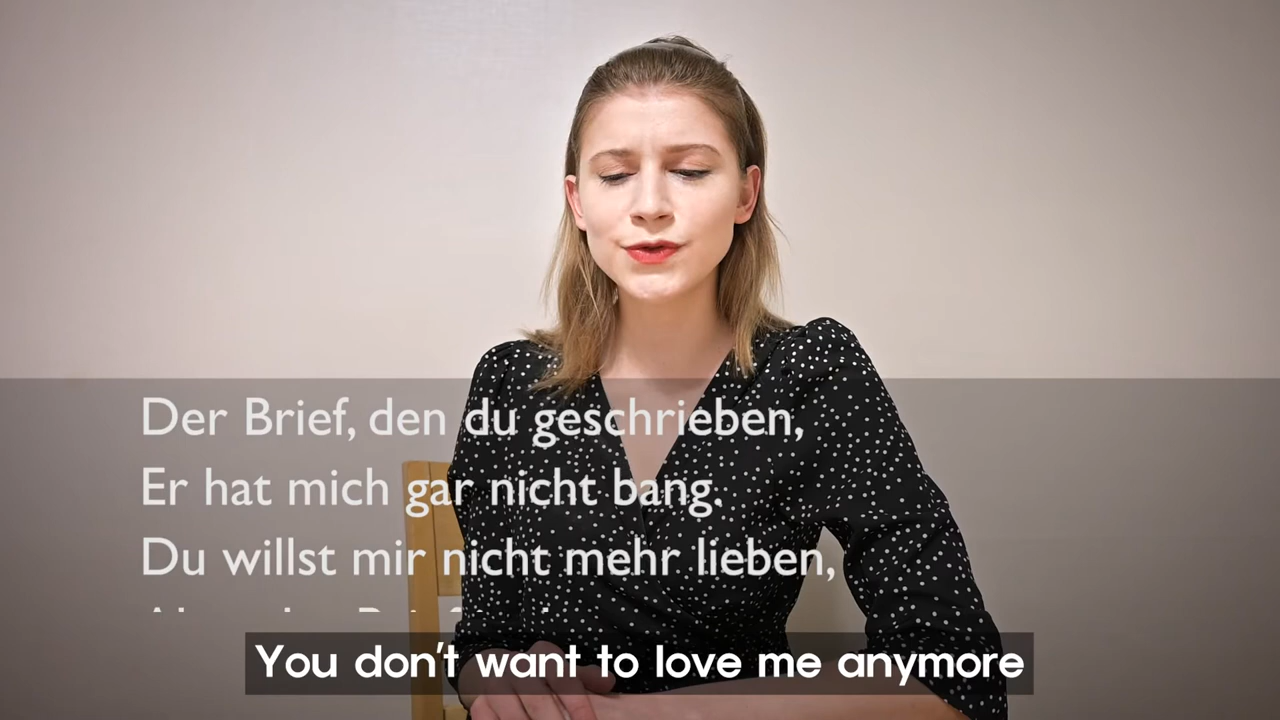 Der Brief, den du geschrieben,
Er hat mich gar nicht bang.
Du willst mir nicht mehr lieben,
You don't want to love me anymore